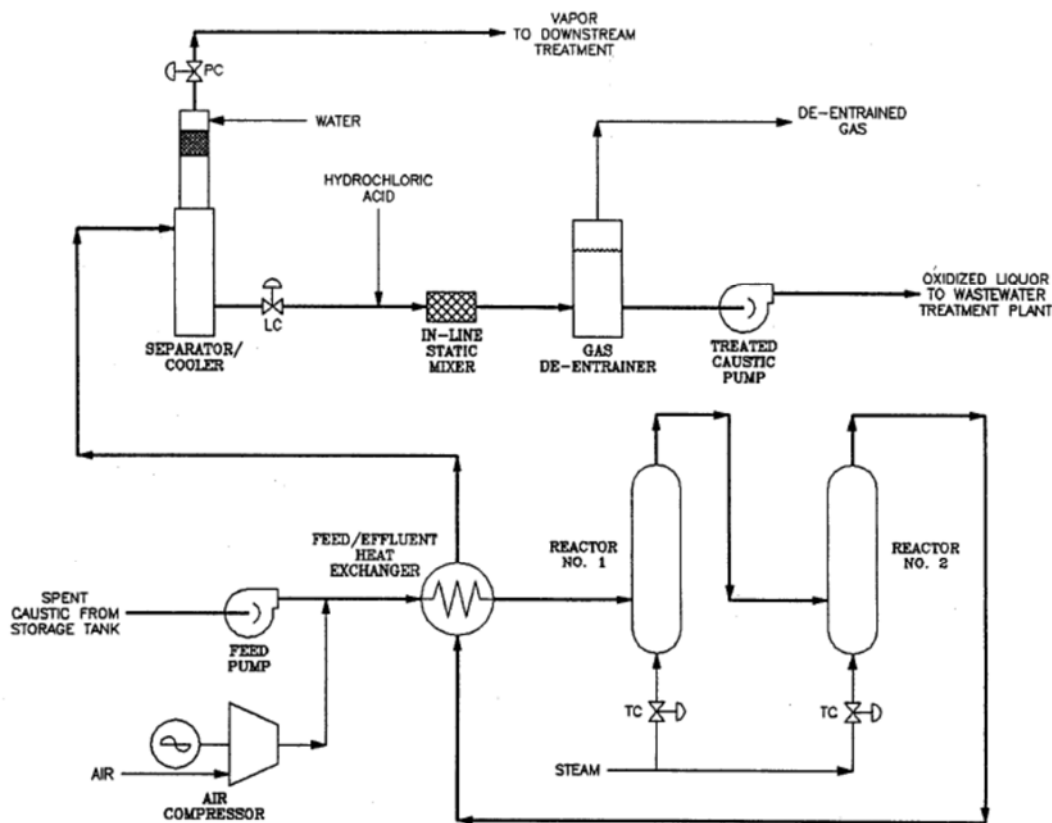 VAPOR
TO DOWNSTREAM
TREATMENT
PC
WATER
DE-ENTRAINED
GAS
HYDROCHLORIC
ACID
OXIDIZED LIQUOR
TO WASTEWATER
TREATMENT PLANT
LC
SEPARATOR/
COOLER
IN-LINE
STATIC
MIXER
GAS
DE-ENTRAINER
TREATED
CAUSTIC
PUMP
FEED/EFFLUENT
HEAT
EXCHANGER
REACTOR
NO. 1
REACTOR
NO. 2
SPENT
CAUSTIC FROM
STORAGE TANK
FEED
PUMP
TC
TC
STEAM
AIR
AIR
COMPRESSOR